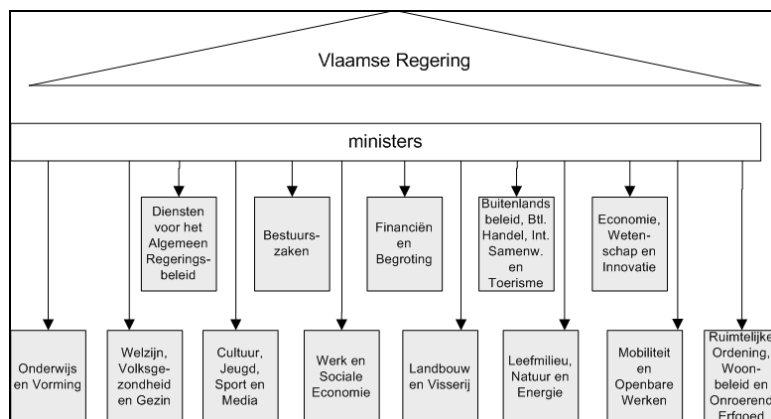 Vlaamse Regering
ministers
Diensten
voor het
Algemeen
Regerings-
beleid
Bestuurs-
zaken
Financiën
en
Begroting
Buitenlands
beleid, Btl.
Handel, Int.
Samenw.
en
Toerisme
Economie,
Weten-
schap en
Innovatie
Onderwijs
en Vorming
Welzijn,
Volksge-
zondheid
en Gezin
Cultuur,
Jeugd,
Sport en
Media
Werk en
Sociale
Economie
Landbouw
en Visserij
Leefmilieu,
Natuur en
Energie
Mobiliteit
en
Openbare
Werken
Ruimtelijke
Ordening,
Woon-
beleid en
Onroerend
Erfgoed